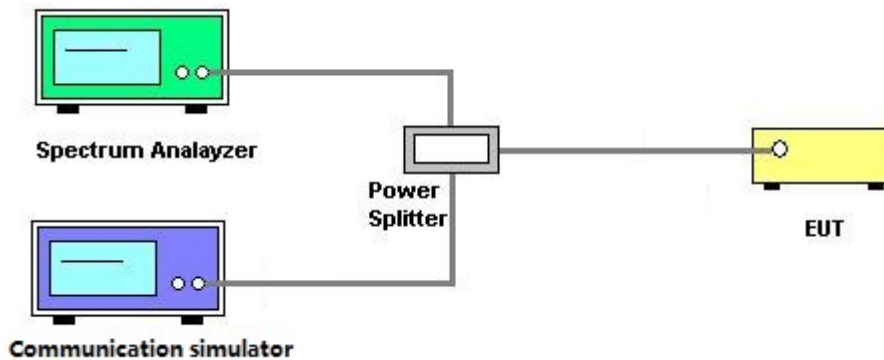 Spectrum Analayzer
Power
Splitter
EUT
Communication simulator